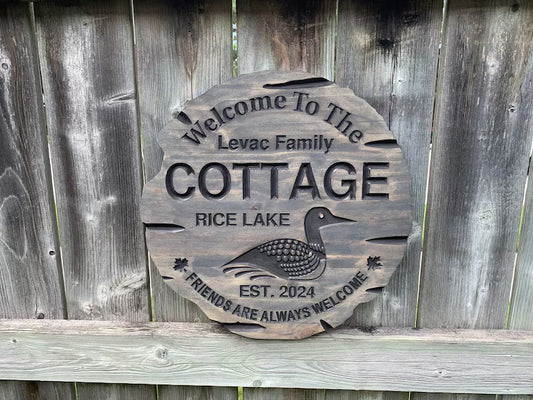 Welcome To The
Levac Family
COTTAGE
RICE LAKE
EST. 2024
FRIENDS ARE ALWAYS WELCOME